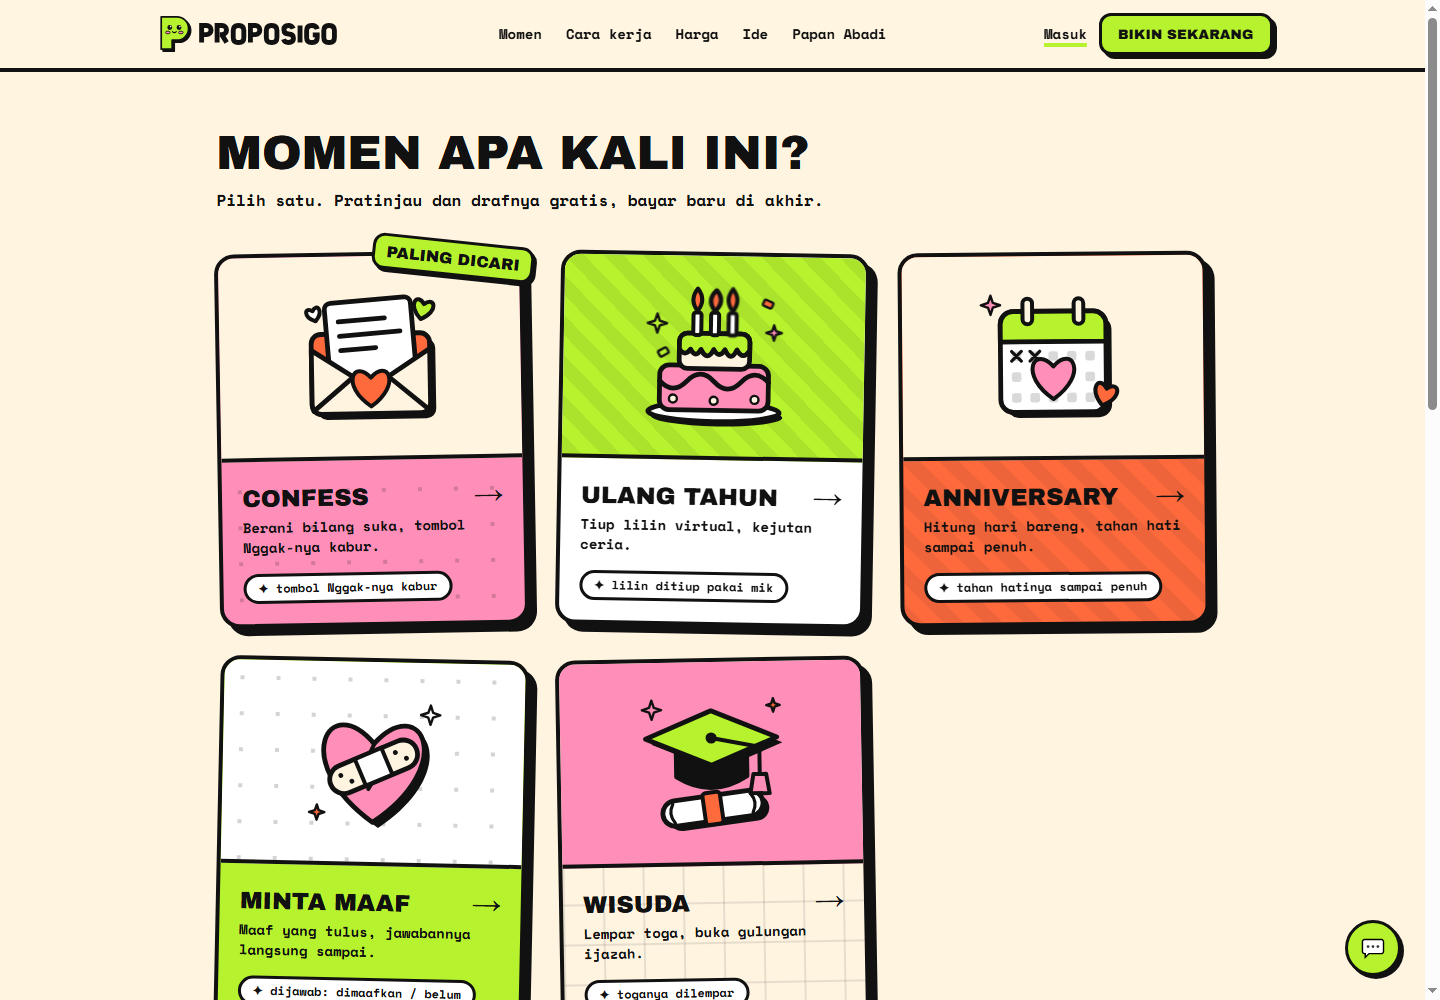 PROPOSIGO
Momen
Cara kerja
Harga
Ide
Papan Abadi
Masuk
BIKIN SEKARANG
MOMEN APA KALI INI?
Pilih satu. Pratinjau dan drafnya gratis, bayar baru di akhir.
PALING DICARI
CONFESS →
Berani bilang suka, tombol
Nggak-nya kabur.
✦ tombol Nggak-nya kabur
ULANG TAHUN →
Tiup lilin virtual, kejutan
ceria.
✦ lilin ditiup pakai mik
ANNIVERSARY →
Hitung hari bareng, tahan hati
sampai penuh.
✦ tahan hatinya sampai penuh
MINTA MAAF →
Maaf yang tulus, jawabannya
langsung sampai.
✦ dijawab: dimaafkan / belum
WISUDA →
Lempar toga, buka gulungan
ijazah.
✦ toganya dilempar